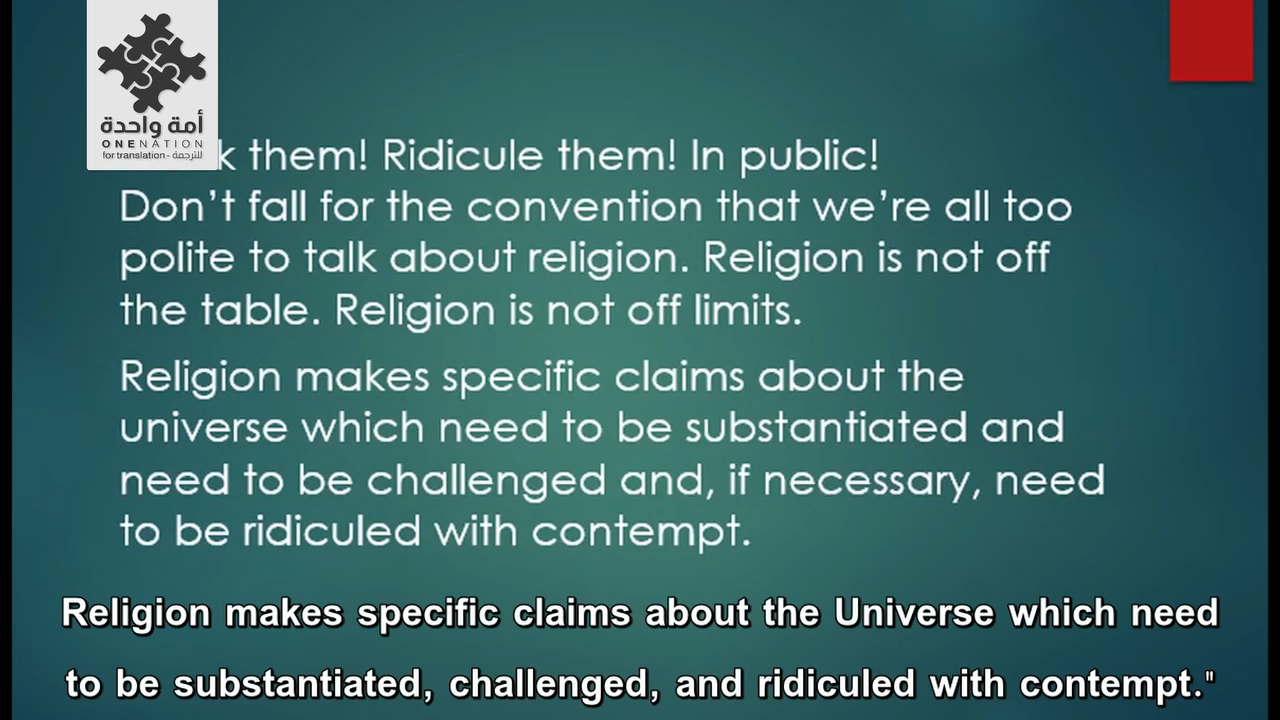 أمة واحدة
ONENATION
for translation - للترجمة
k them! Ridicule them! In public!
Don’t fall for the convention that we’re all too
polite to talk about religion. Religion is not off
the table. Religion is not off limits.
Religion makes specific claims about the
universe which need to be substantiated and
need to be challenged and, if necessary, need
to be ridiculed with contempt.
Religion makes specific claims about the Universe which need
to be substantiated, challenged, and ridiculed with contempt."